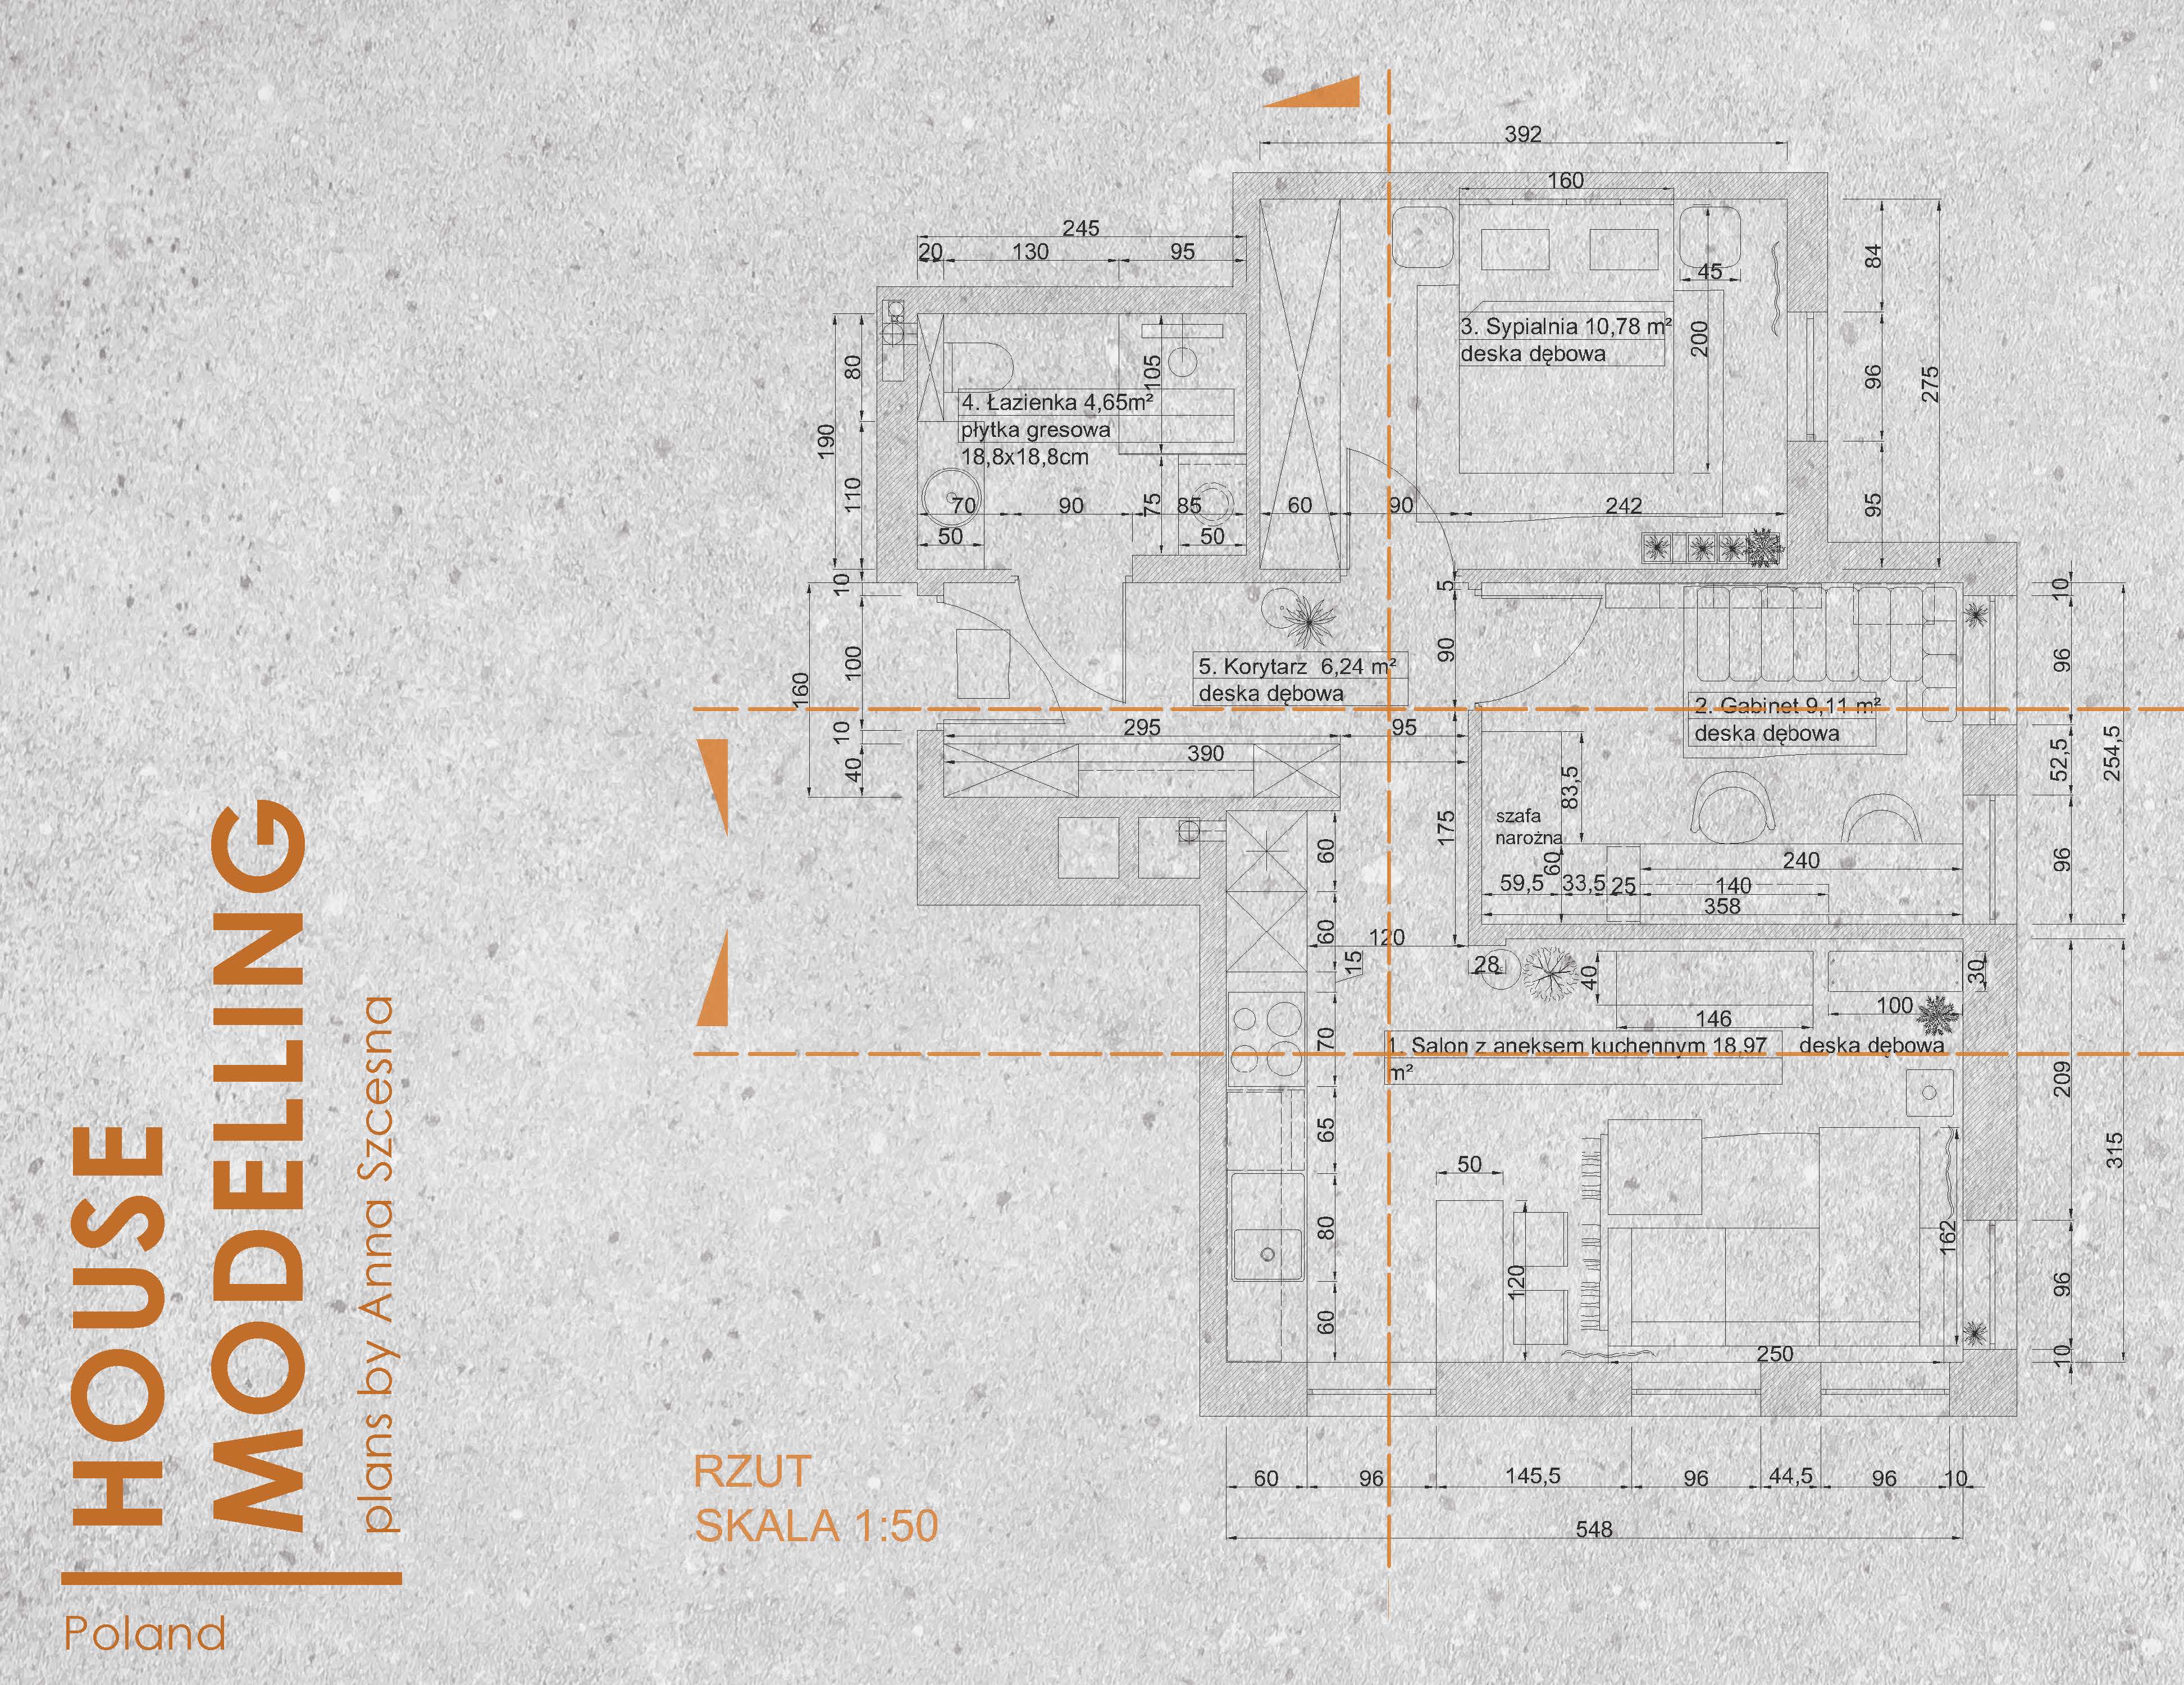 HOUSE
MODELLING
plans by Anna Szcesna
Poland
RZUT
SKALA 1:50
392
160
245
20 130 95
84
45
3. Sypialnia 10,78 m²
deska dębowa
200
96
275
80
105
4. Łazienka 4,65m²
płytka gresowa
18,8x18,8cm
190
110
70 90 75 85 60 90 242
95
50 50
10
5
10
5. Korytarz 6,24 m²
deska dębowa
90
96
100
160
2. Gabinet 9,11 m²
deska dębowa
295 95
10
390
40
52,5
254,5
83,5
szafa
narożna
175
60
60
240
96
59,5 33,5 25 140
358
60
120
15
28
40
30
146
100
70
1. Salon z aneksem kuchennym 18,97
m²
deska dębowa
209
65
315
50
162
80
120
96
60
250
10
60 96 145,5 96 44,5 96 10
548